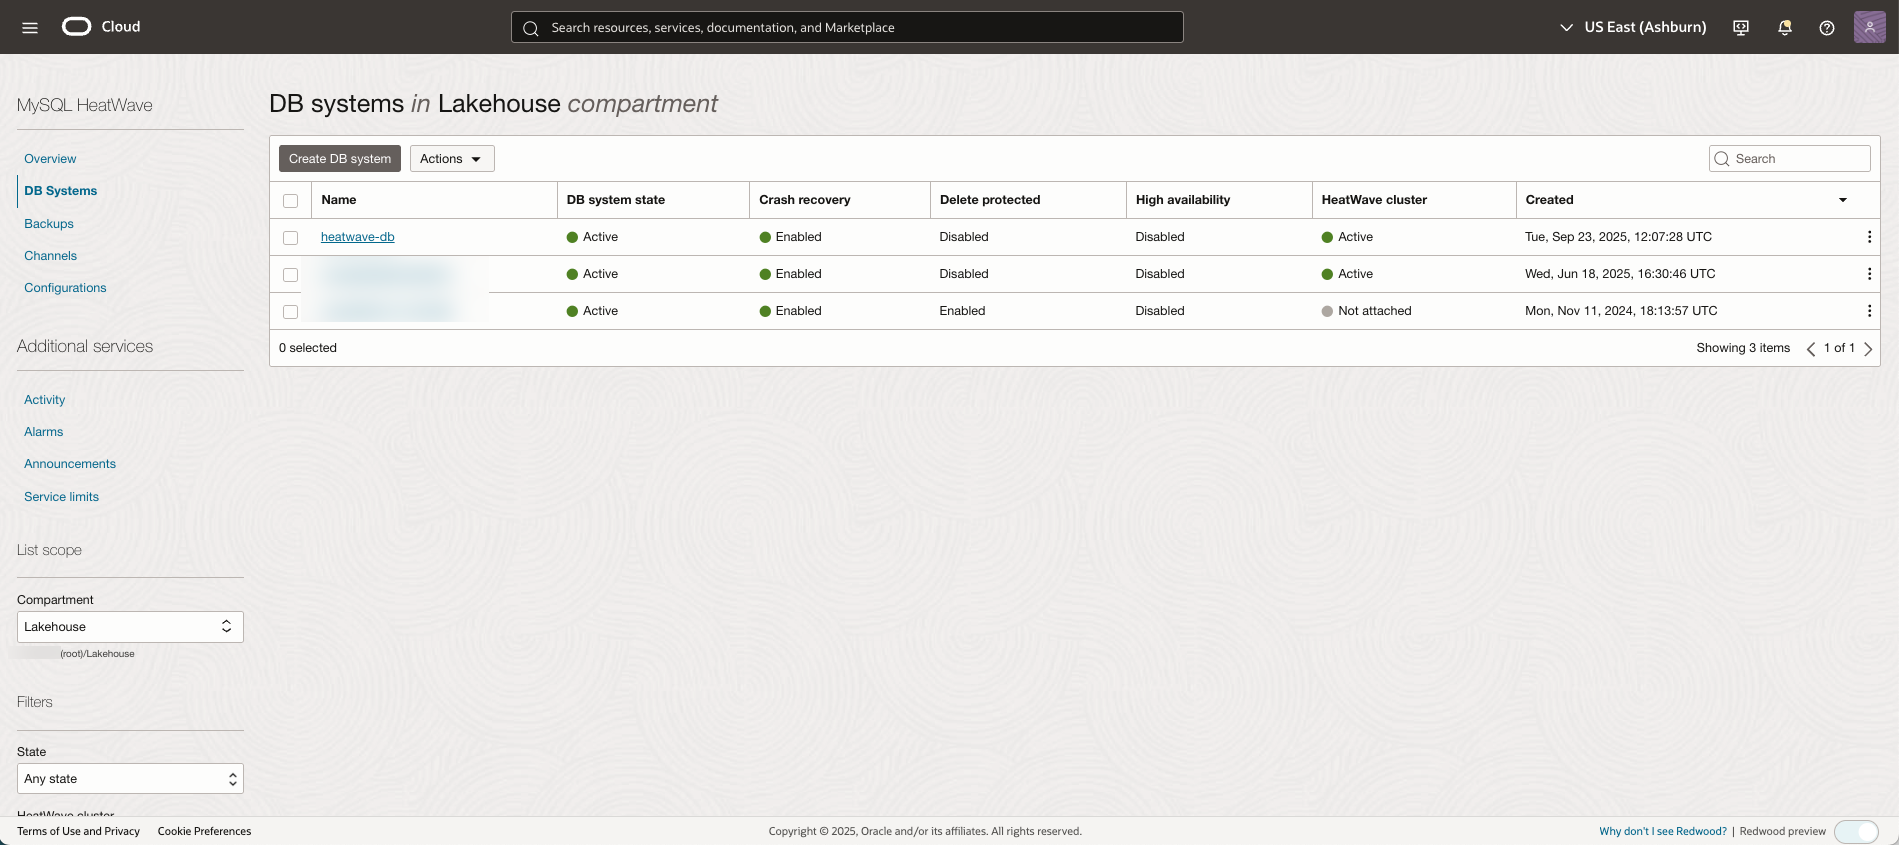 Cloud
Search resources, services, documentation, and Marketplace
US East (Ashburn)
MySQL HeatWave
Overview
DB Systems
Backups
Channels
Configurations
Additional services
Activity
Alarms
Announcements
Service limits
List scope
Compartment
Lakehouse
(root)/Lakehouse
Filters
State
Any state
HeatWave cluster
DB systems in Lakehouse compartment
Create DB system Actions Search
Name DB system state Crash recovery Delete protected High availability HeatWave cluster Created
heatwave-db Active Enabled Disabled Disabled Active Tue, Sep 23, 2025, 12:07:28 UTC
Active Enabled Disabled Disabled Active Wed, Jun 18, 2025, 16:30:46 UTC
Active Enabled Enabled Disabled Not attached Mon, Nov 11, 2024, 18:13:57 UTC
0 selected Showing 3 items 1 of 1
Terms of Use and Privacy Cookie Preferences Copyright © 2025, Oracle and/or its affiliates. All rights reserved. Why don't I see Redwood? | Redwood preview